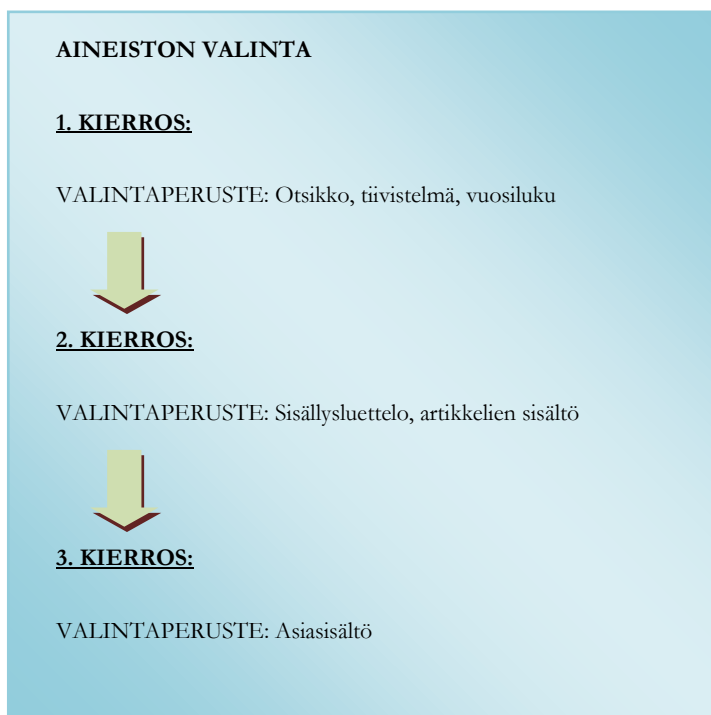 AINEISTON VALINTA
1. KIERROS:
VALINTAPERUSTE: Otsikko, tiivistelmä, vuosiluku
2. KIERROS:
VALINTAPERUSTE: Sisällysluettelo, artikkelien sisältö
3. KIERROS:
VALINTAPERUSTE: Asiasisältö